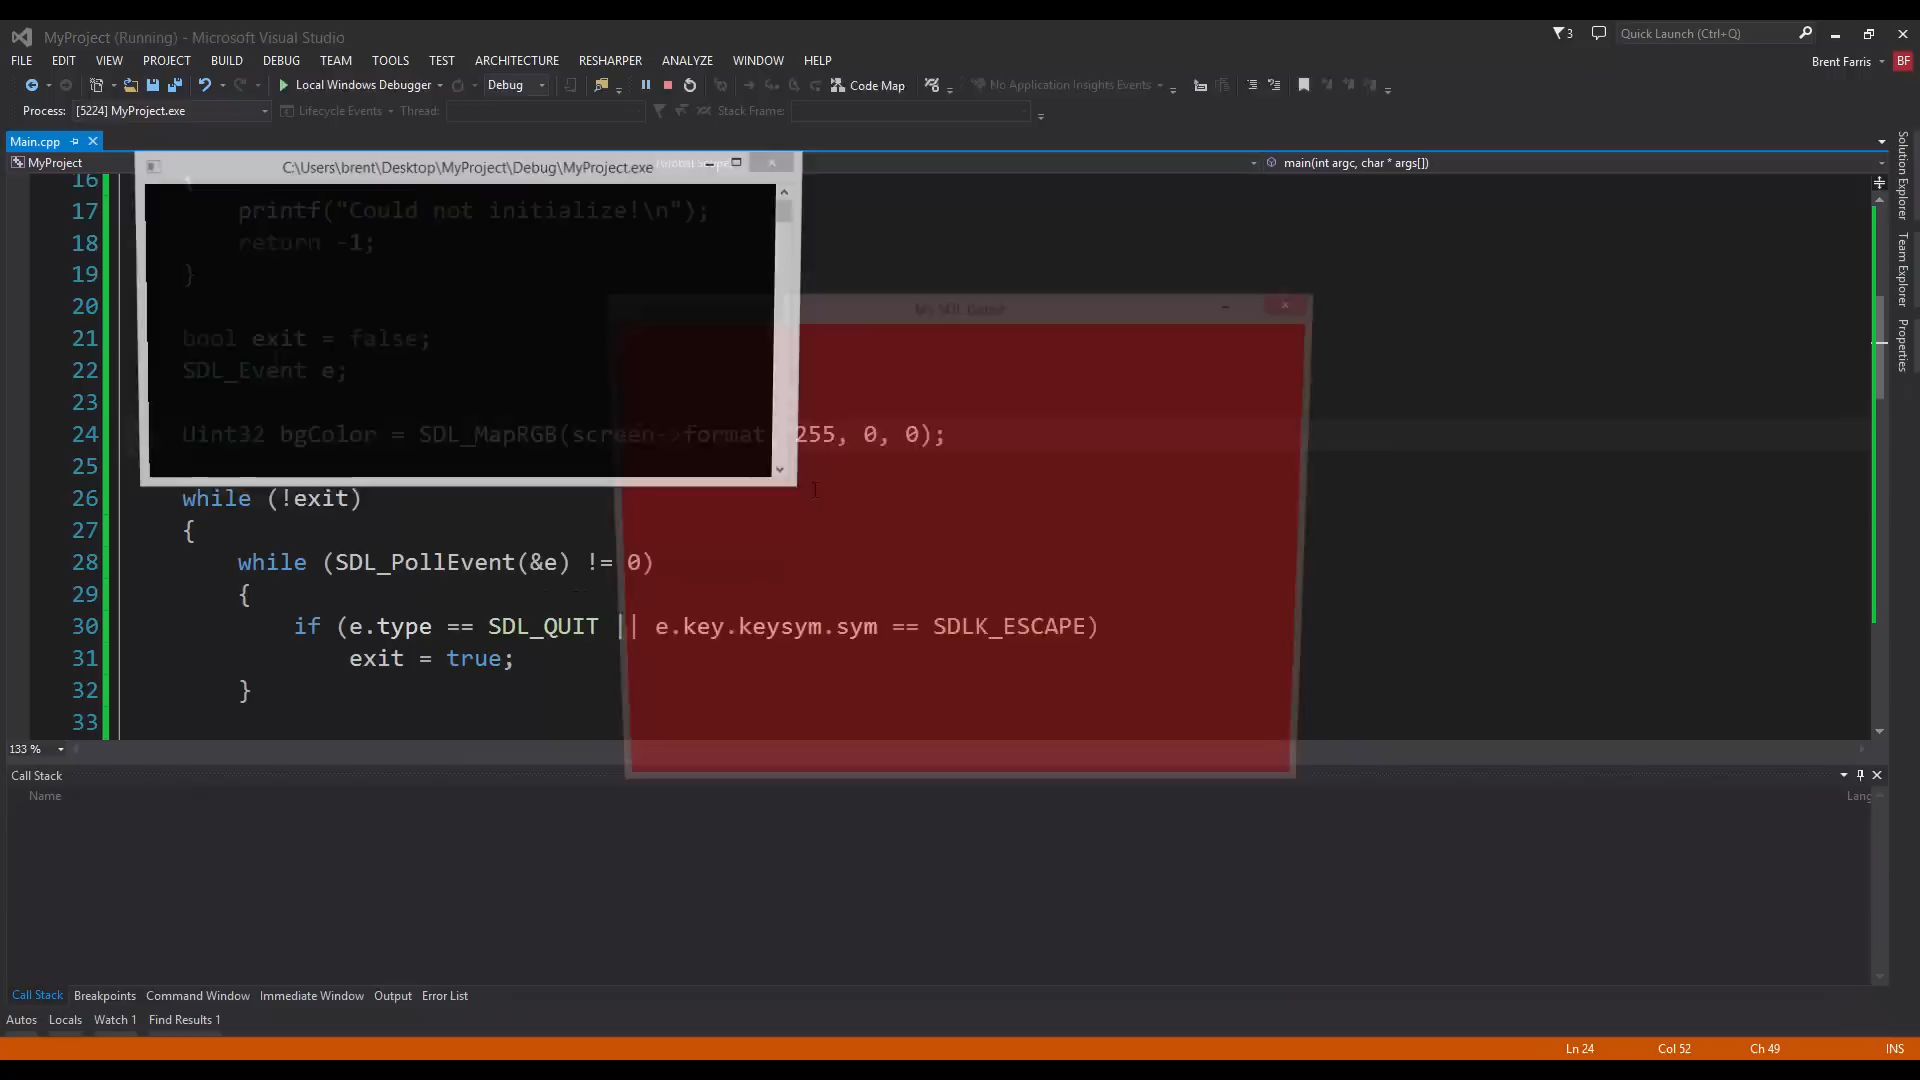 MyProject (Running) - Microsoft Visual Studio
3
Quick Launch (Ctrl+Q)
FILE EDIT VIEW PROJECT BUILD DEBUG TEAM TOOLS TEST ARCHITECTURE RESHARPER ANALYZE WINDOW HELP
Brent Farris
BF
Local Windows Debugger
Debug
Code Map
No Application Insights Events
Process: [5224] MyProject.exe
Lifecycle Events
Thread:
Stack Frame:
Main.cpp
MyProject
main(int argc, char * args[])
C:\Users\brent\Desktop\MyProject\Debug\MyProject.exe
16
17 printf("Could not initialize!\n");
18 return -1;
19 }
20
21 bool exit = false;
22 SDL_Event e;
23
24 Uint32 bgColor = SDL_MapRGB(screen->format, 255, 0, 0);
25
26 while (!exit)
27 {
28 while (SDL_PollEvent(&e) != 0)
29 {
30 if (e.type == SDL_QUIT || e.key.keysym.sym == SDLK_ESCAPE)
31 exit = true;
32 }
33
Solution Explorer
Team Explorer
Properties
133 %
Call Stack
Name
Lang
Call Stack Breakpoints Command Window Immediate Window Output Error List
Autos Locals Watch 1 Find Results 1
Ln 24 Col 52 Ch 49 INS